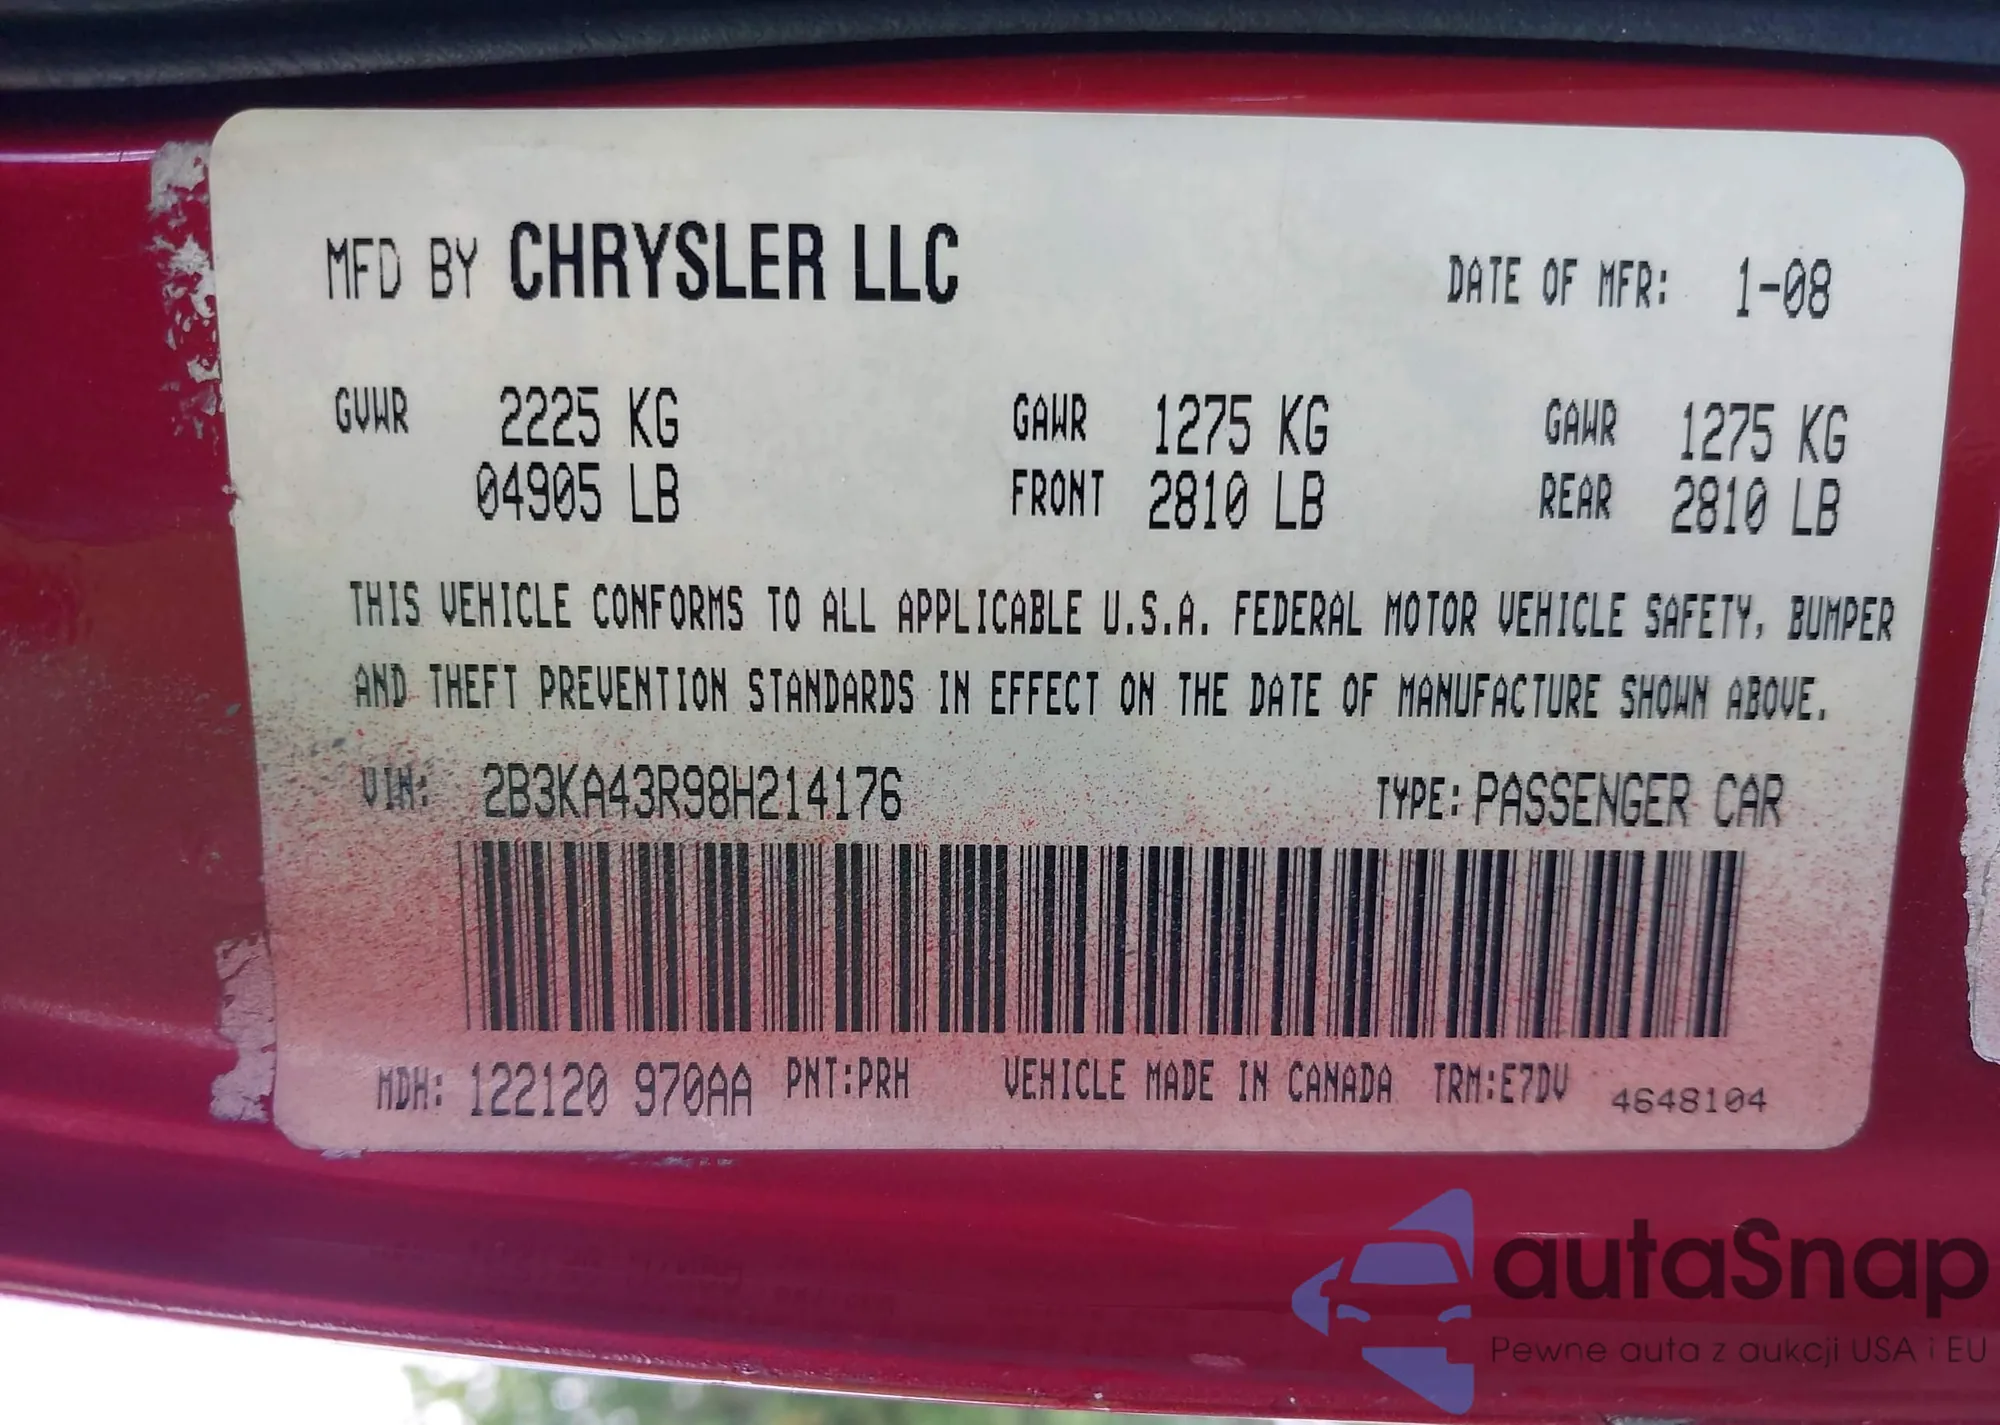 MFD BY CHRYSLER LLC DATE OF MFR: 1-08
GVWR 2225 KG GAWR 1275 KG GAWR 1275 KG
04905 LB FRONT 2810 LB REAR 2810 LB
THIS VEHICLE CONFORMS TO ALL APPLICABLE U.S.A. FEDERAL MOTOR VEHICLE SAFETY, BUMPER
AND THEFT PREVENTION STANDARDS IN EFFECT ON THE DATE OF MANUFACTURE SHOWN ABOVE.
VIN: 2B3KA43R98H214176 TYPE: PASSENGER CAR
MDH: 122120 970AA PNT:PRH VEHICLE MADE IN CANADA TRM:E7DV 4648104
autaSnap
Pewne auta z aukcji USA i EU